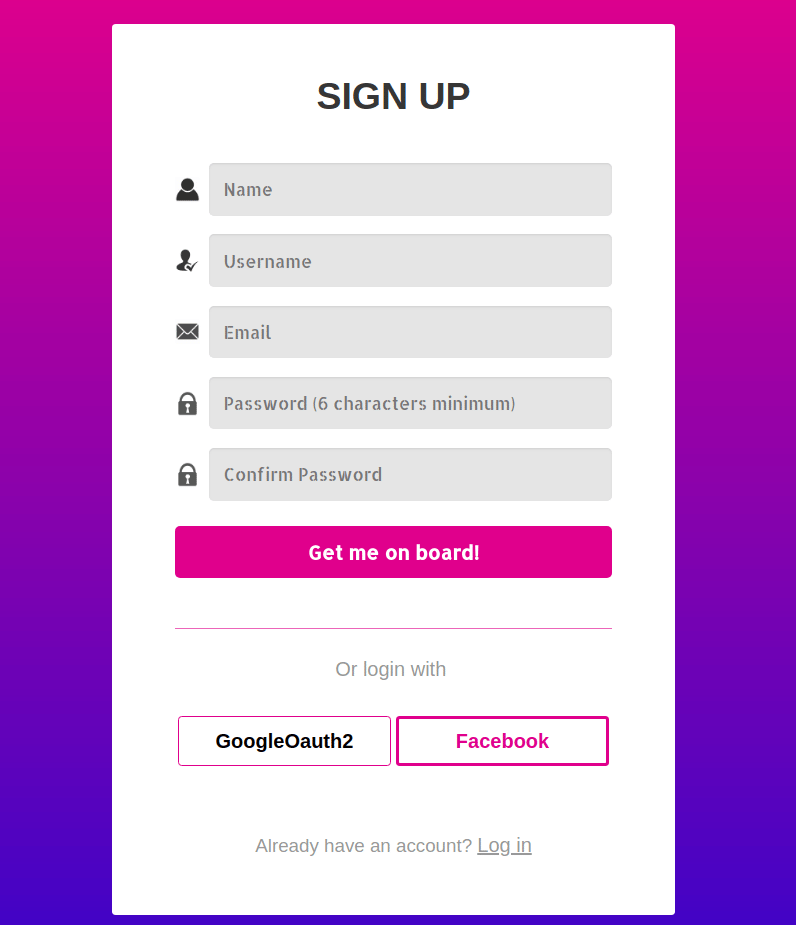 SIGN UP
Name
Username
Email
Password (6 characters minimum)
Confirm Password
Get me on board!
Or login with
GoogleOauth2 Facebook
Already have an account? Log in